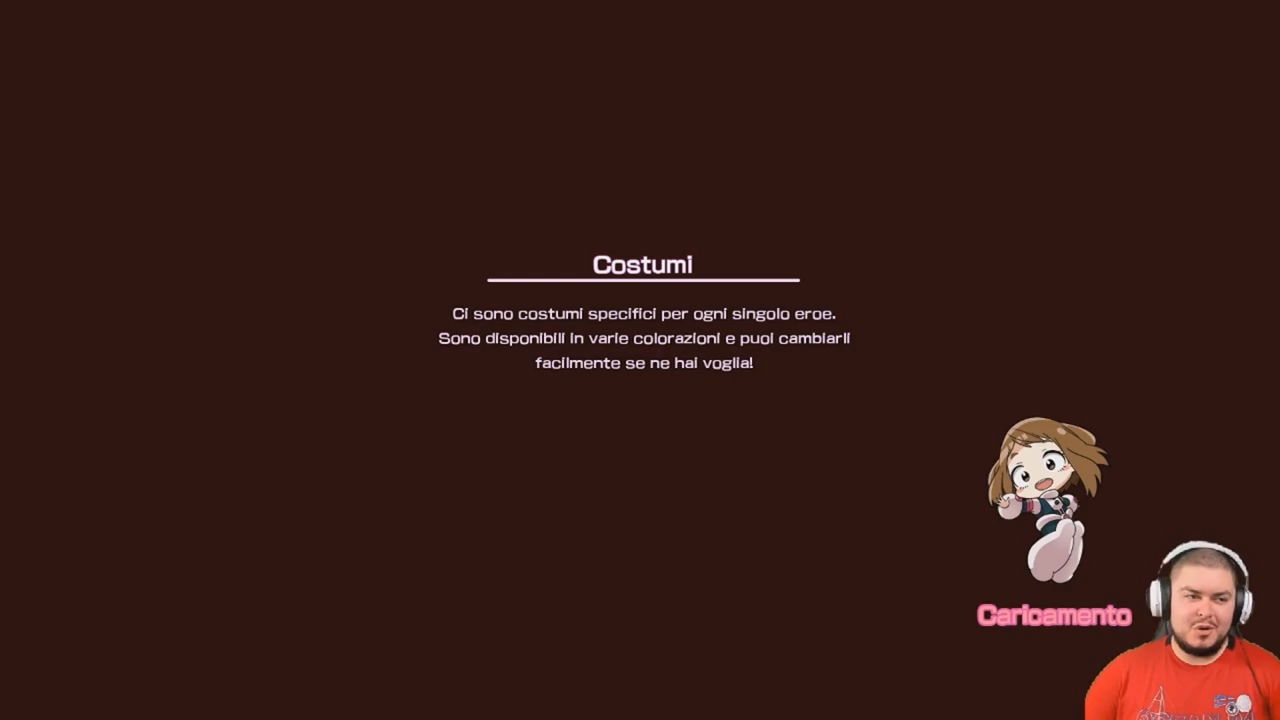 Costumi
Ci sono costumi specifici per ogni singolo eroe.
Sono disponibili in varie colorazioni e puoi cambiarli
facilmente se ne hai voglia!
Caricamento